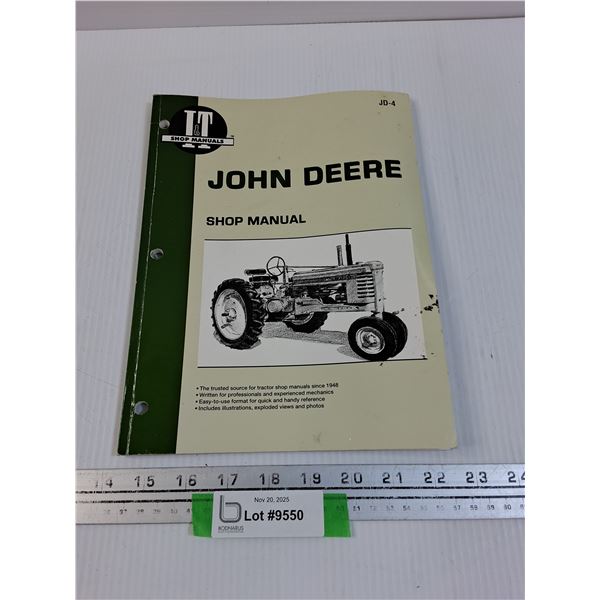 JD-4
I&T
SHOP MANUALS
JOHN DEERE
SHOP MANUAL
• The trusted source for tractor shop manuals since 1948
• Written for professionals and experienced mechanics
• Easy-to-use format for quick and handy reference
• Includes illustrations, exploded views and photos
14 15 16 17 18 19 20 21 22 23 24
Nov 20, 2025
Lot #9550
BODNARUS